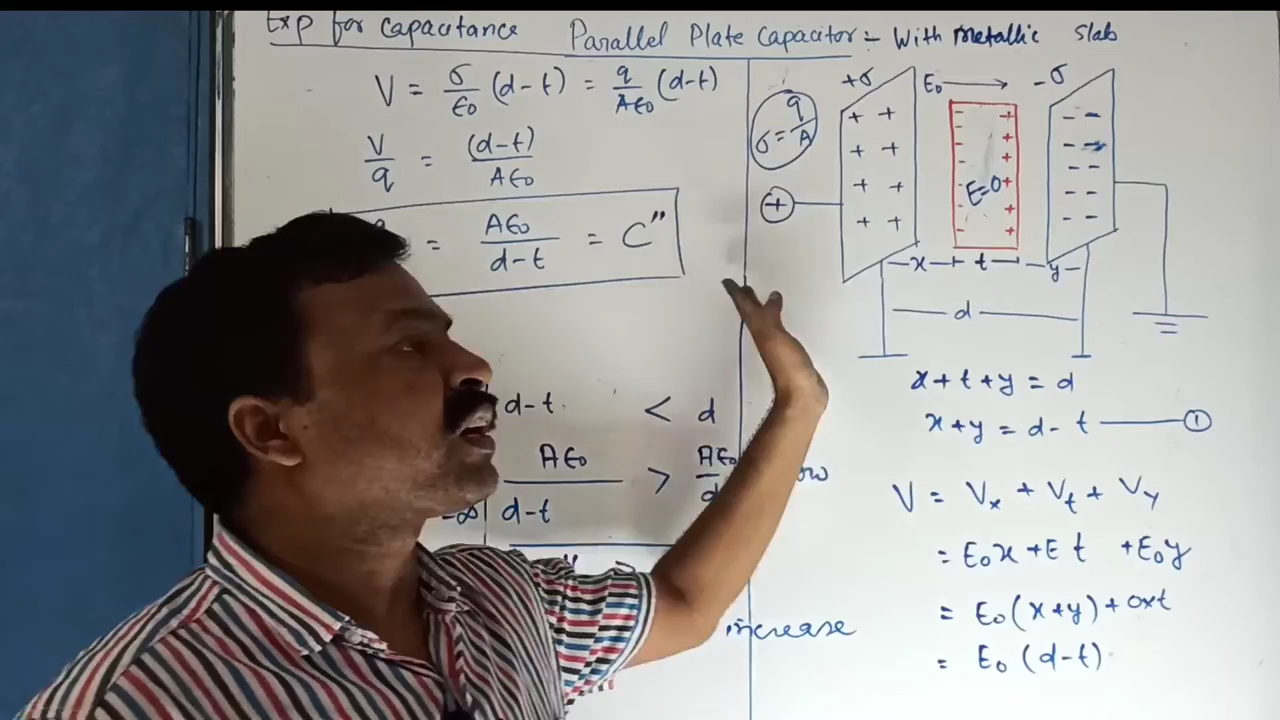 Exp for capacitance Parallel Plate Capacitor - With metallic slab
V = σ/ε₀ (d-t) = q/Aε₀ (d-t)
V/q = (d-t)/Aε₀
= Aε₀/d-t = C"
d-t < d
Aε₀/d-t > Aε₀/d
-∞
increase
σ = q/A
+
+σ E₀ -σ
+ +
+ +
+ +
+ +
- + - -
- + - -
- + - -
- + - -
- + - -
E=0
x t y
d
x + t + y = d
x + y = d - t ①
V = Vx + Vt + Vy
= E₀x + E t + E₀y
= E₀(x+y) + 0×t
= E₀ (d-t)